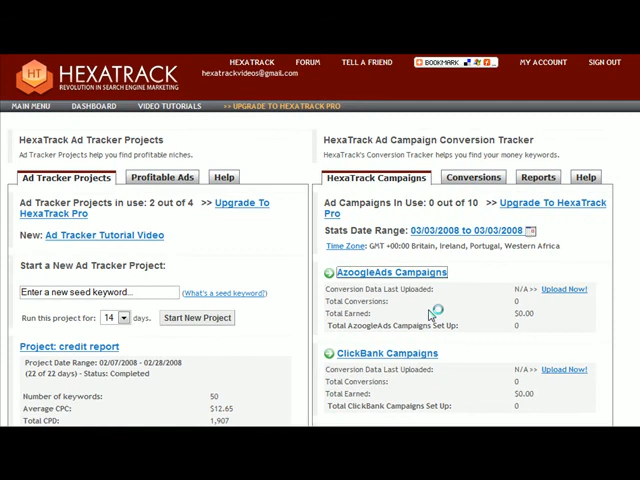 HEXATRACK
FORUM
TELL A FRIEND
BOOKMARK
MY ACCOUNT
SIGN OUT
hexatrackvideos@gmail.com
HT
HEXATRACK
REVOLUTION IN SEARCH ENGINE MARKETING
MAIN MENU
DASHBOARD
VIDEO TUTORIALS
>> UPGRADE TO HEXATRACK PRO
HexaTrack Ad Tracker Projects
Ad Tracker Projects help you find profitable niches.
Ad Tracker Projects
Profitable Ads
Help
Ad Tracker Projects in use: 2 out of 4 >> Upgrade To
HexaTrack Pro
New: Ad Tracker Tutorial Video
Start a New Ad Tracker Project:
Enter a new seed keyword...
(What's a seed keyword?)
Run this project for: 14 days.
Start New Project
Project: credit report
Project Date Range: 02/07/2008 - 02/28/2008
(22 of 22 days) - Status: Completed
Number of keywords: 50
Average CPC: $12.65
Total CPD: 1,907
HexaTrack Ad Campaign Conversion Tracker
HexaTrack's Conversion Tracker helps you find your money keywords.
HexaTrack Campaigns
Conversions
Reports
Help
Ad Campaigns In Use: 0 out of 10 >> Upgrade To HexaTrack
Pro
Stats Date Range: 03/03/2008 to 03/03/2008
Time Zone: GMT +00:00 Britain, Ireland, Portugal, Western Africa
AzoogleAds Campaigns
Conversion Data Last Uploaded: N/A>> Upload Now!
Total Conversions: 0
Total Earned: $0.00
Total AzoogleAds Campaigns Set Up: 0
ClickBank Campaigns
Conversion Data Last Uploaded: N/A>> Upload Now!
Total Conversions: 0
Total Earned: $0.00
Total ClickBank Campaigns Set Up: 0